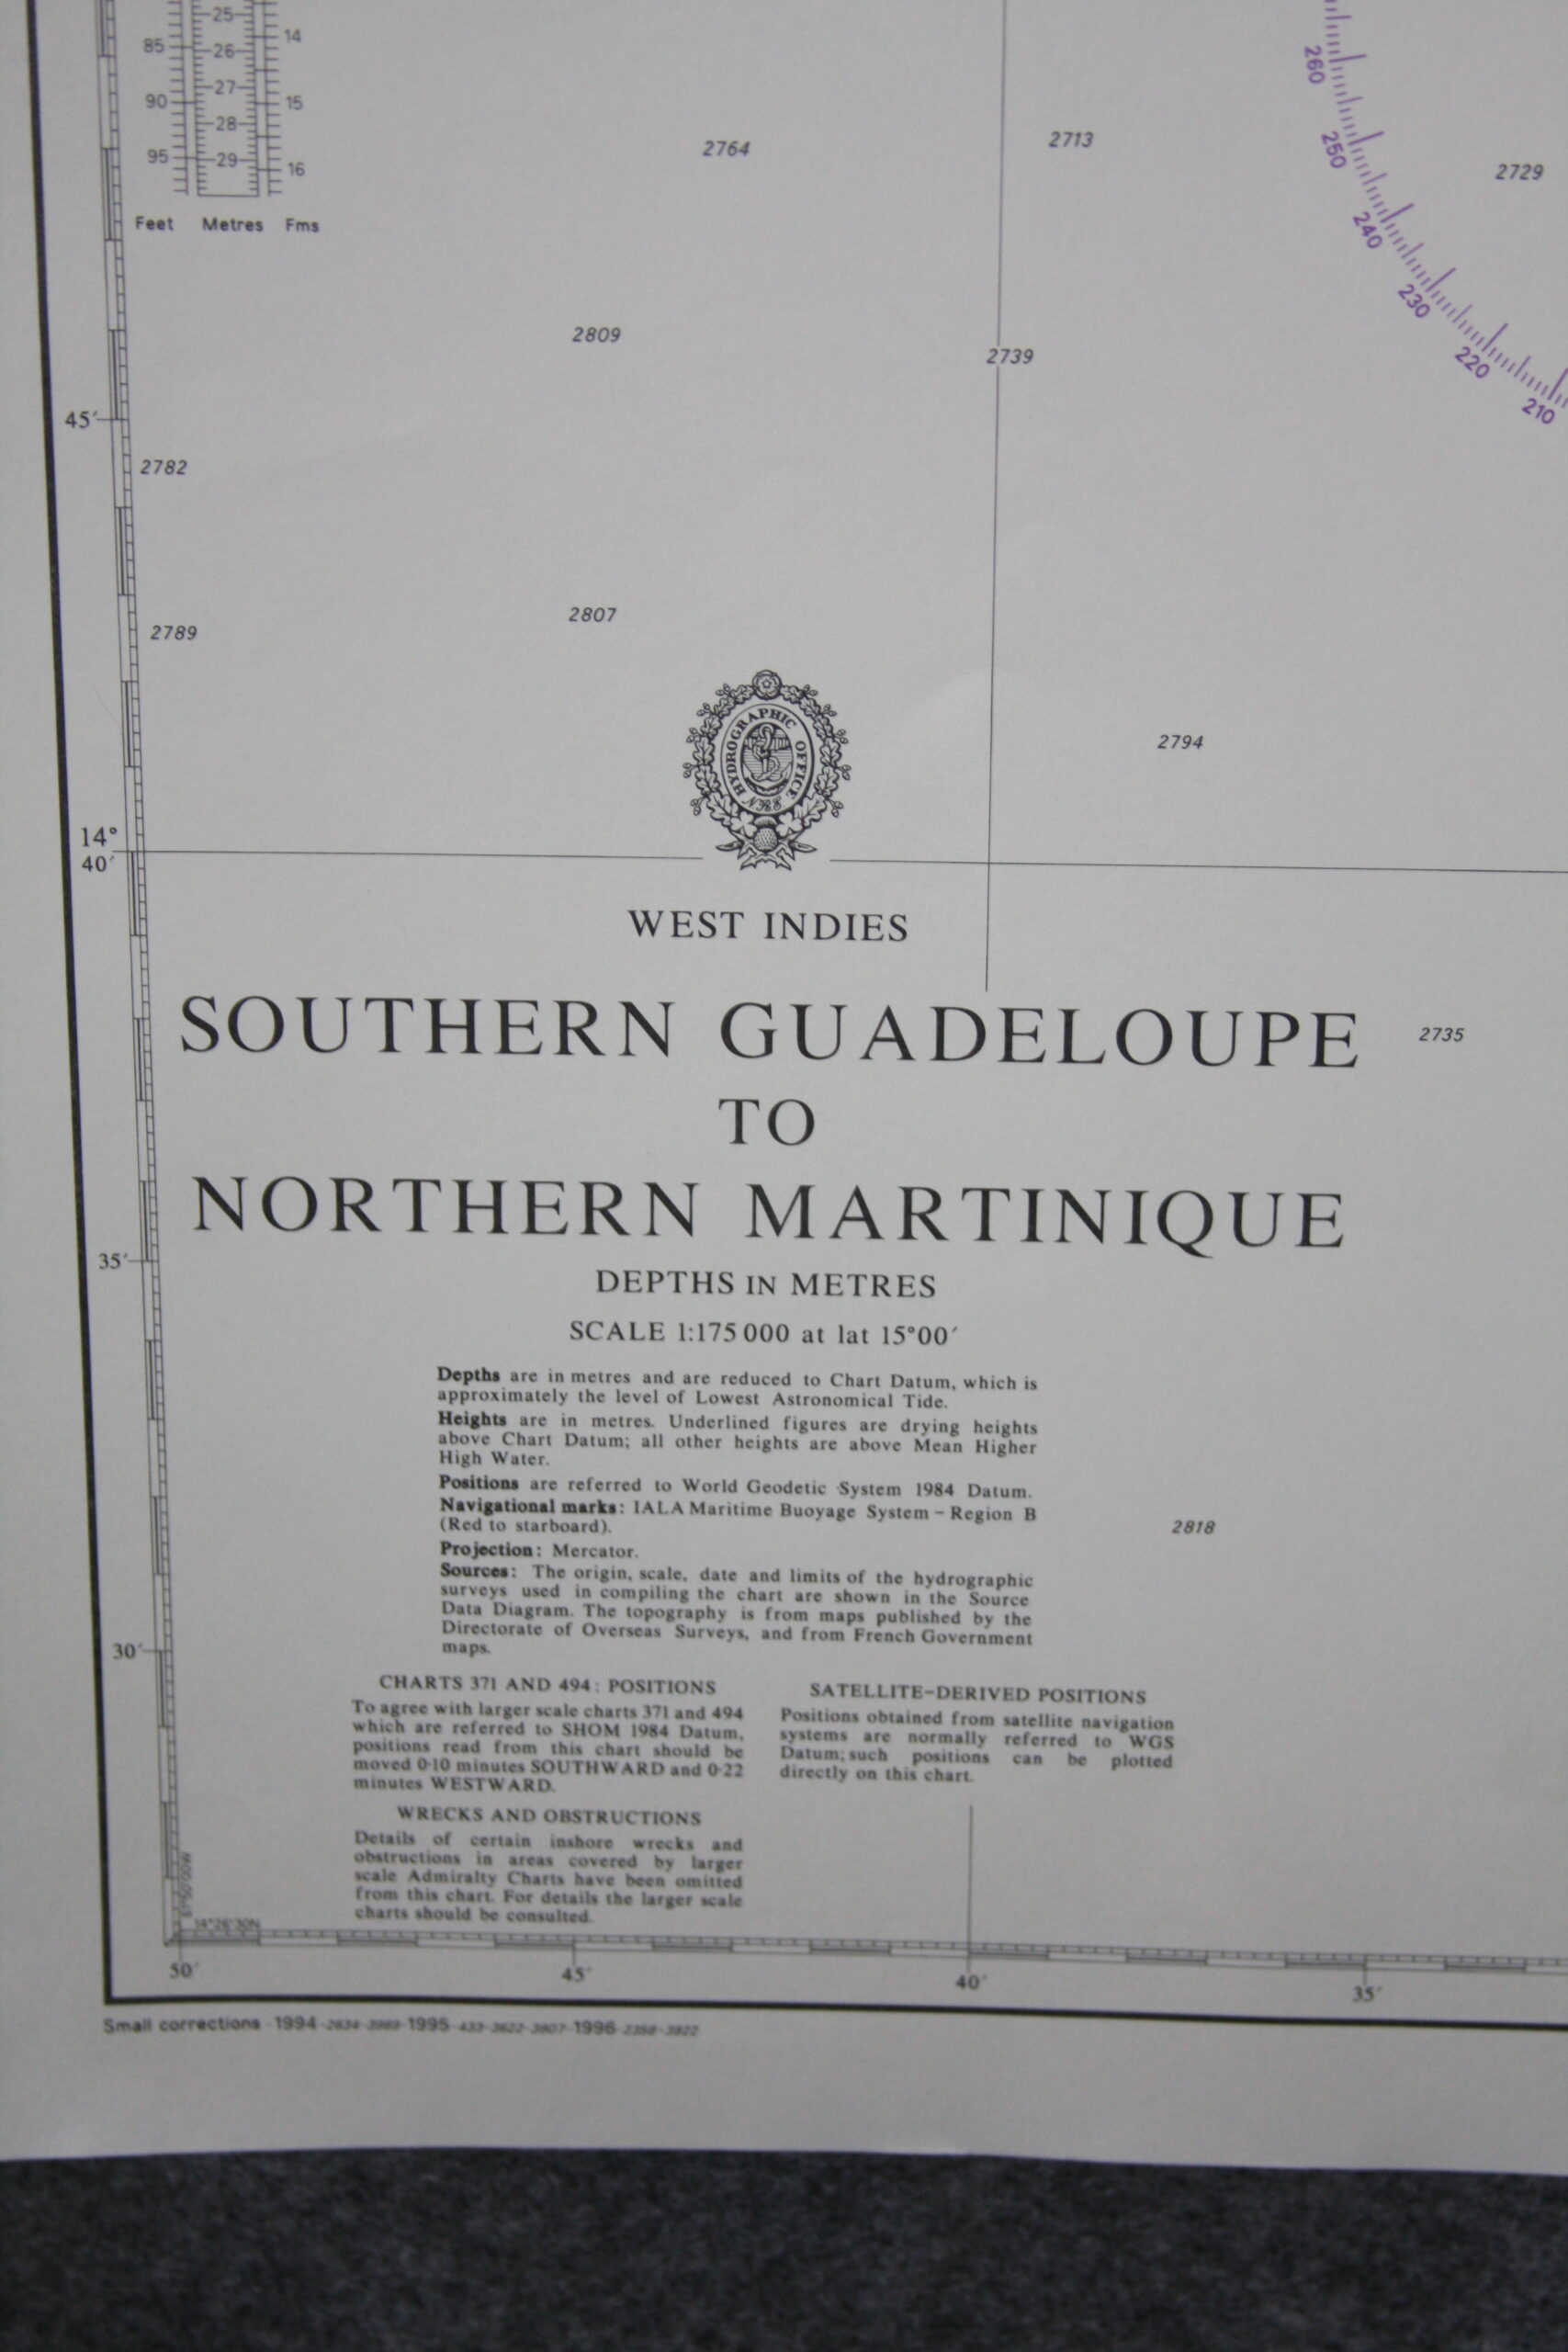 25
85 26 14
27
90 28 15
95 29 16
Feet Metres Fms
260
250
240
230
220
210
2764
2713
2729
2809
2739
45′
2782
2789
2807
HYDROGRAPHIC OFFICE
2794
14°
40′
WEST INDIES
SOUTHERN GUADELOUPE
2735
TO
NORTHERN MARTINIQUE
35′
DEPTHS IN METRES
SCALE 1:175 000 at lat 15°00′
Depths are in metres and are reduced to Chart Datum, which is
approximately the level of Lowest Astronomical Tide.
Heights are in metres. Underlined figures are drying heights
above Chart Datum; all other heights are above Mean Higher
High Water.
Positions are referred to World Geodetic System 1984 Datum.
Navigational marks: IALA Maritime Buoyage System – Region B
(Red to starboard).
2818
Projection: Mercator.
Sources: The origin, scale, date and limits of the hydrographic
surveys used in compiling the chart are shown in the Source
Data Diagram. The topography is from maps published by the
Directorate of Overseas Surveys, and from French Government
maps.
30′
CHARTS 371 AND 494: POSITIONS
To agree with larger scale charts 371 and 494
which are referred to SHOM 1984 Datum,
positions read from this chart should be
moved 0·10 minutes SOUTHWARD and 0·22
minutes WESTWARD.
SATELLITE-DERIVED POSITIONS
Positions obtained from satellite navigation
systems are normally referred to WGS
Datum; such positions can be plotted
directly on this chart.
WRECKS AND OBSTRUCTIONS
Details of certain inshore wrecks and
obstructions in areas covered by larger
scale Admiralty Charts have been omitted
from this chart. For details the larger scale
charts should be consulted.
14°26′30N
50′ 45′ 40′ 35′
Small corrections 1994-2634-3969-1995-433-3622-3807-1996-2358-3922